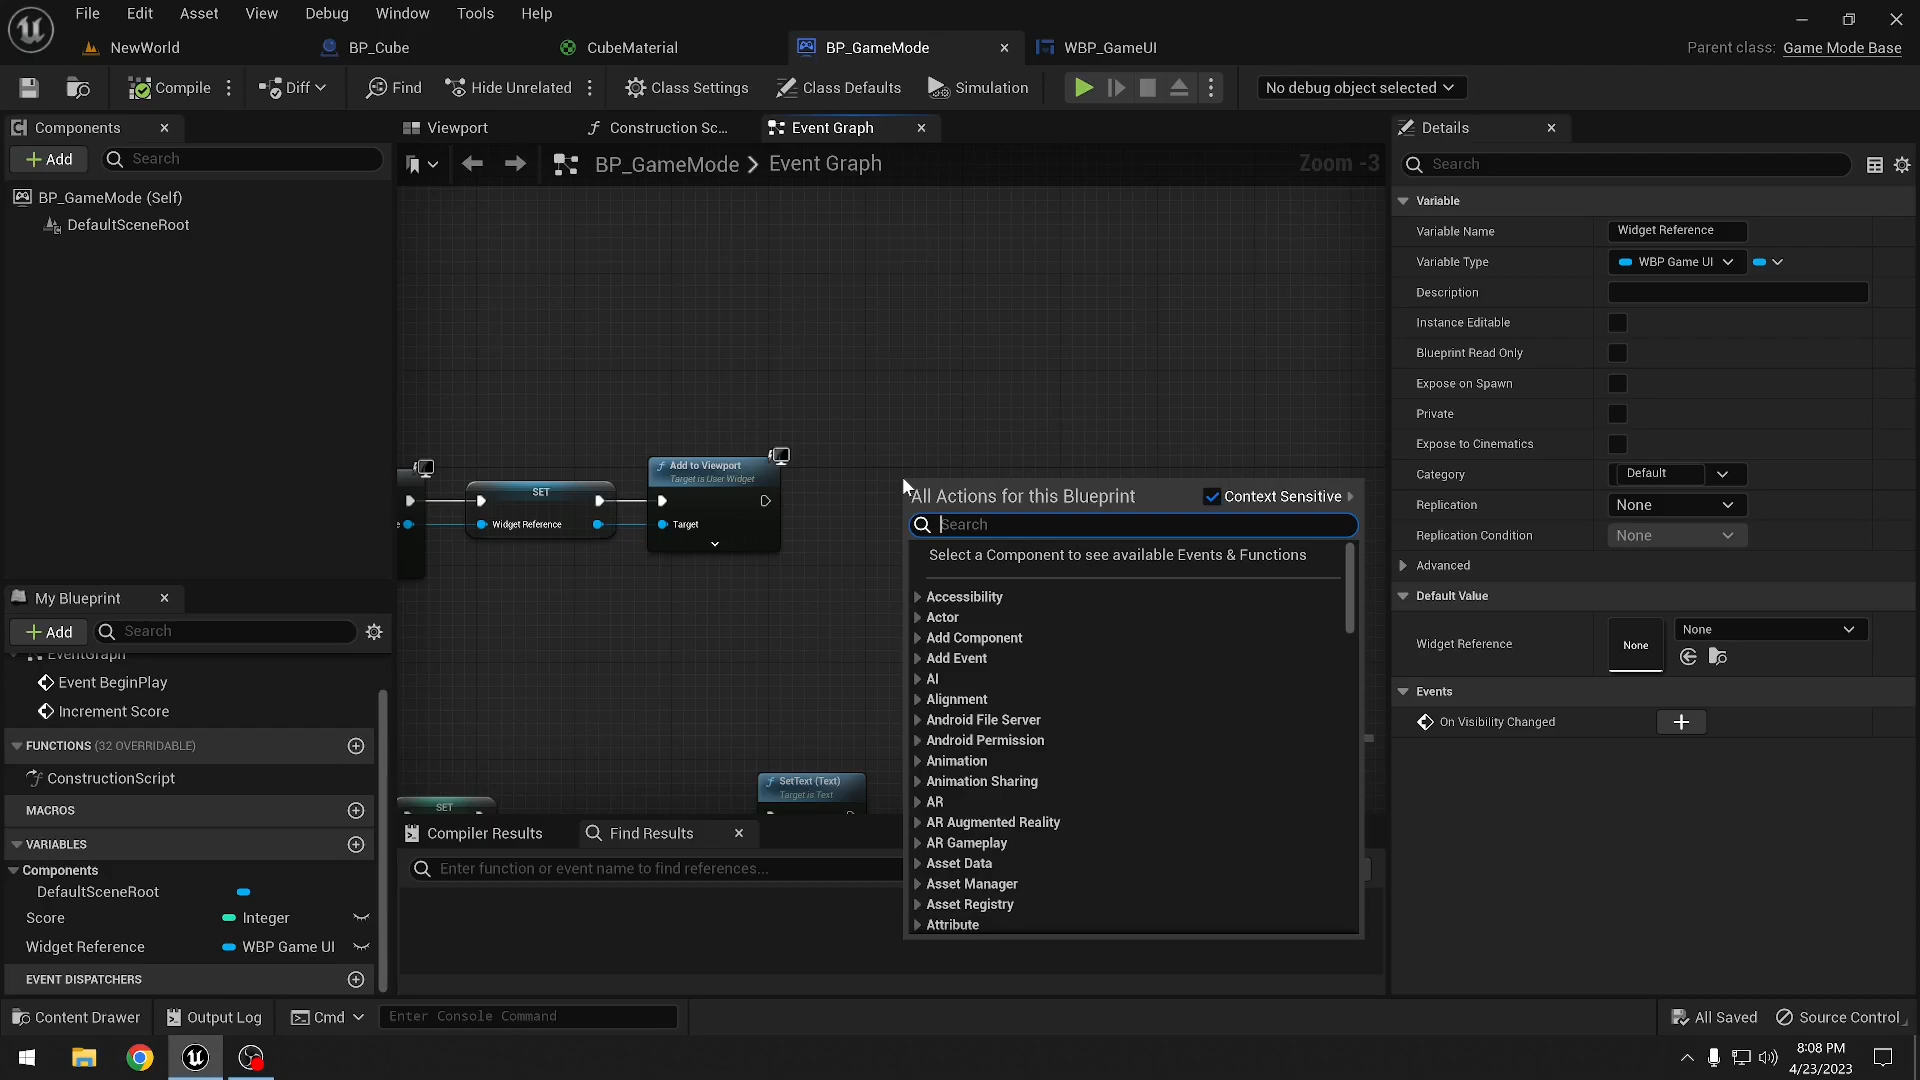 File Edit Asset View Debug Window Tools Help
NewWorld BP_Cube CubeMaterial BP_GameMode WBP_GameUI Parent class: Game Mode Base
Compile Diff Find Hide Unrelated Class Settings Class Defaults Simulation No debug object selected
Components
Add Search
BP_GameMode (Self)
DefaultSceneRoot
Viewport Construction Sc... Event Graph
BP_GameMode > Event Graph Zoom -3
SET
Widget Reference
Add to Viewport
Target is User Widget
Target
SET
SetText (Text)
Target is Text
All Actions for this Blueprint Context Sensitive
Search
Select a Component to see available Events & Functions
Accessibility
Actor
Add Component
Add Event
AI
Alignment
Android File Server
Android Permission
Animation
Animation Sharing
AR
AR Augmented Reality
AR Gameplay
Asset Data
Asset Manager
Asset Registry
Attribute
My Blueprint
Add Search
EventGraph
Event BeginPlay
Increment Score
FUNCTIONS (32 OVERRIDABLE)
ConstructionScript
MACROS
VARIABLES
Components
DefaultSceneRoot
Score Integer
Widget Reference WBP Game UI
EVENT DISPATCHERS
Compiler Results Find Results
Enter function or event name to find references...
Details
Search
Variable
Variable Name Widget Reference
Variable Type WBP Game UI
Description
Instance Editable
Blueprint Read Only
Expose on Spawn
Private
Expose to Cinematics
Category Default
Replication None
Replication Condition None
Advanced
Default Value
Widget Reference None None
Events
On Visibility Changed
Content Drawer Output Log Cmd Enter Console Command All Saved Source Control
8:08 PM
4/23/2023